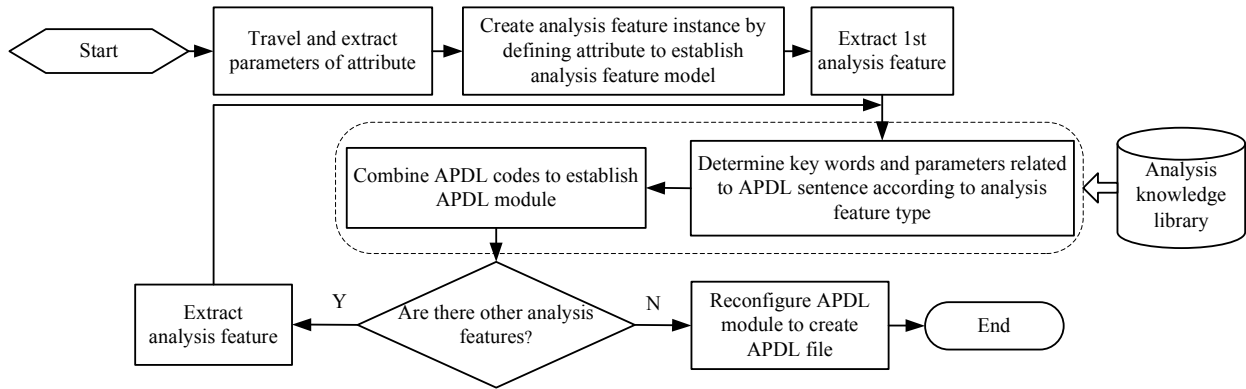 Start
Travel and extract
parameters of attribute
Create analysis feature instance by
defining attribute to establish
analysis feature model
Extract 1st
analysis feature
Combine APDL codes to establish
APDL module
Determine key words and parameters related
to APDL sentence according to analysis
feature type
Analysis
knowledge
library
Extract
analysis feature
Y
Are there other analysis
features?
N
Reconfigure APDL
module to create
APDL file
End